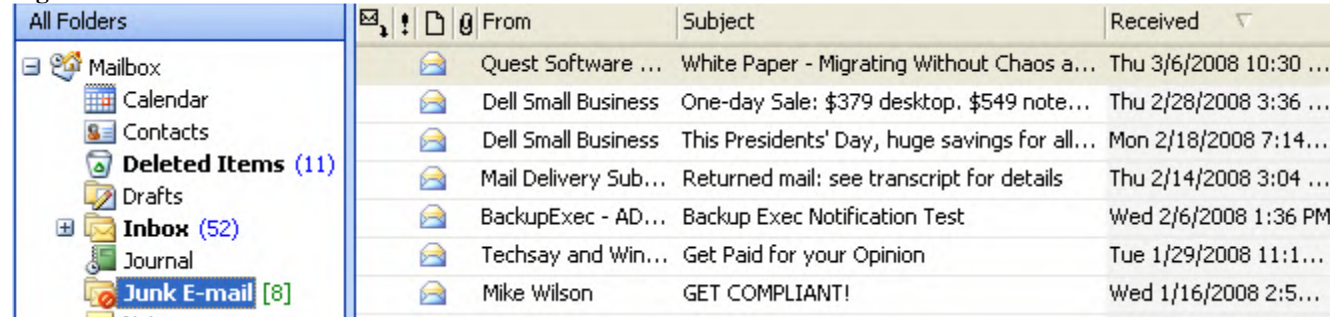 All Folders
Mailbox
Calendar
Contacts
Deleted Items (11)
Drafts
Inbox (52)
Journal
Junk E-mail [8]
From Subject Received
Quest Software ... White Paper - Migrating Without Chaos a... Thu 3/6/2008 10:30 ...
Dell Small Business One-day Sale: $379 desktop. $549 note... Thu 2/28/2008 3:36 ...
Dell Small Business This Presidents' Day, huge savings for all... Mon 2/18/2008 7:14...
Mail Delivery Sub... Returned mail: see transcript for details Thu 2/14/2008 3:04 ...
BackupExec - AD... Backup Exec Notification Test Wed 2/6/2008 1:36 PM
Techsay and Win... Get Paid for your Opinion Tue 1/29/2008 11:1...
Mike Wilson GET COMPLIANT! Wed 1/16/2008 2:5...